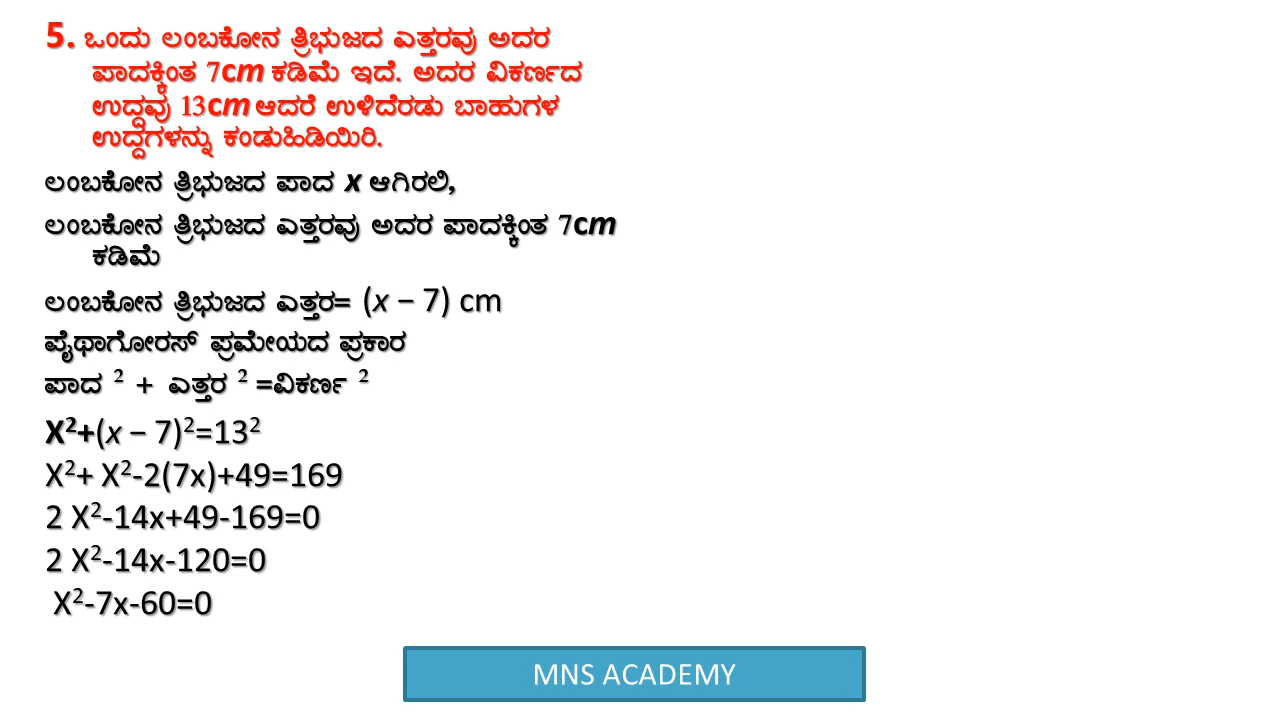 5. ಒಂದು ಲಂಬಕೋನ ತ್ರಿಭುಜದ ಎತ್ತರವು ಅದರ
ಪಾದಕ್ಕಿಂತ 7cm ಕಡಿಮೆ ಇದೆ. ಅದರ ವಿಕರ್ಣದ
ಉದ್ದವು 13cm ಆದರೆ ಉಳಿದೆರಡು ಬಾಹುಗಳ
ಉದ್ದಗಳನ್ನು ಕಂಡುಹಿಡಿಯಿರಿ.
ಲಂಬಕೋನ ತ್ರಿಭುಜದ ಪಾದ x ಆಗಿರಲಿ,
ಲಂಬಕೋನ ತ್ರಿಭುಜದ ಎತ್ತರವು ಅದರ ಪಾದಕ್ಕಿಂತ 7cm
ಕಡಿಮೆ
ಲಂಬಕೋನ ತ್ರಿಭುಜದ ಎತ್ತರ= (x − 7) cm
ಪೈಥಾಗೋರಸ್ ಪ್ರಮೇಯದ ಪ್ರಕಾರ
ಪಾದ ² + ಎತ್ತರ ² =ವಿಕರ್ಣ ²
X²+(x − 7)²=13²
X²+ X²-2(7x)+49=169
2 X²-14x+49-169=0
2 X²-14x-120=0
X²-7x-60=0
MNS ACADEMY